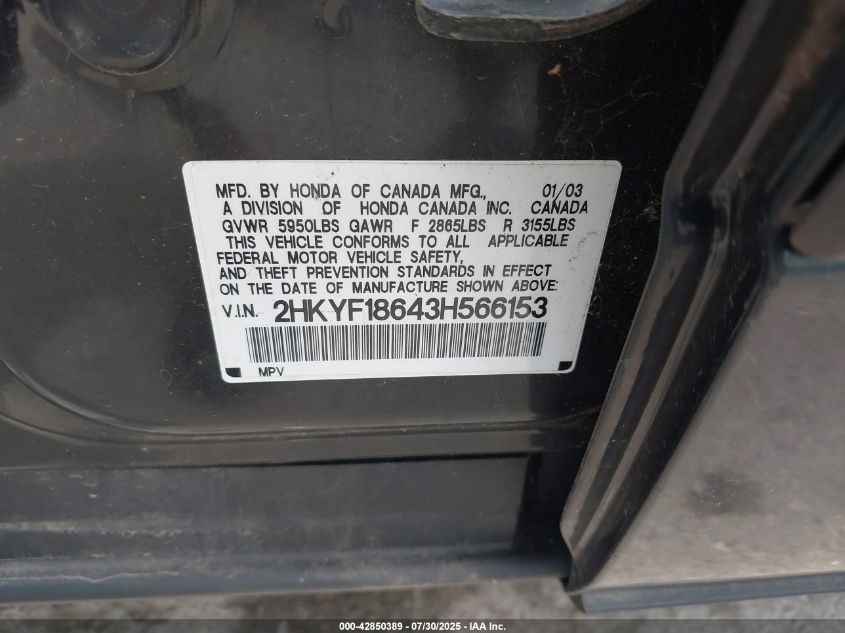 MFD. BY HONDA OF CANADA MFG., 01/03
A DIVISION OF HONDA CANADA INC. CANADA
GVWR 5950LBS GAWR F 2865LBS R 3155LBS
THIS VEHICLE CONFORMS TO ALL APPLICABLE
FEDERAL MOTOR VEHICLE SAFETY,
AND THEFT PREVENTION STANDARDS IN EFFECT
ON THE DATE OF MANUFACTURE SHOWN ABOVE:
V.I.N. 2HKYF18643H566153
MPV
000-42850389 - 07/30/2025 - IAA Inc.